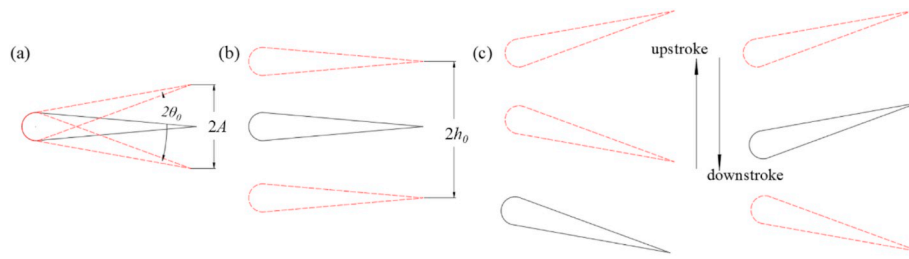 (a)
2θ₀
2A
(b)
2h₀
(c)
upstroke
downstroke